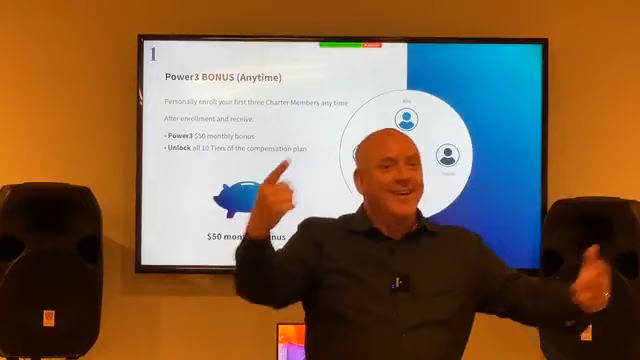 1
Power3 BONUS (Anytime)
Personally enroll your first three Charter Members any time
After enrollment and receive:
• Power3 $50 monthly bonus
• Unlock all 10 Tiers of the compensation plan
$50